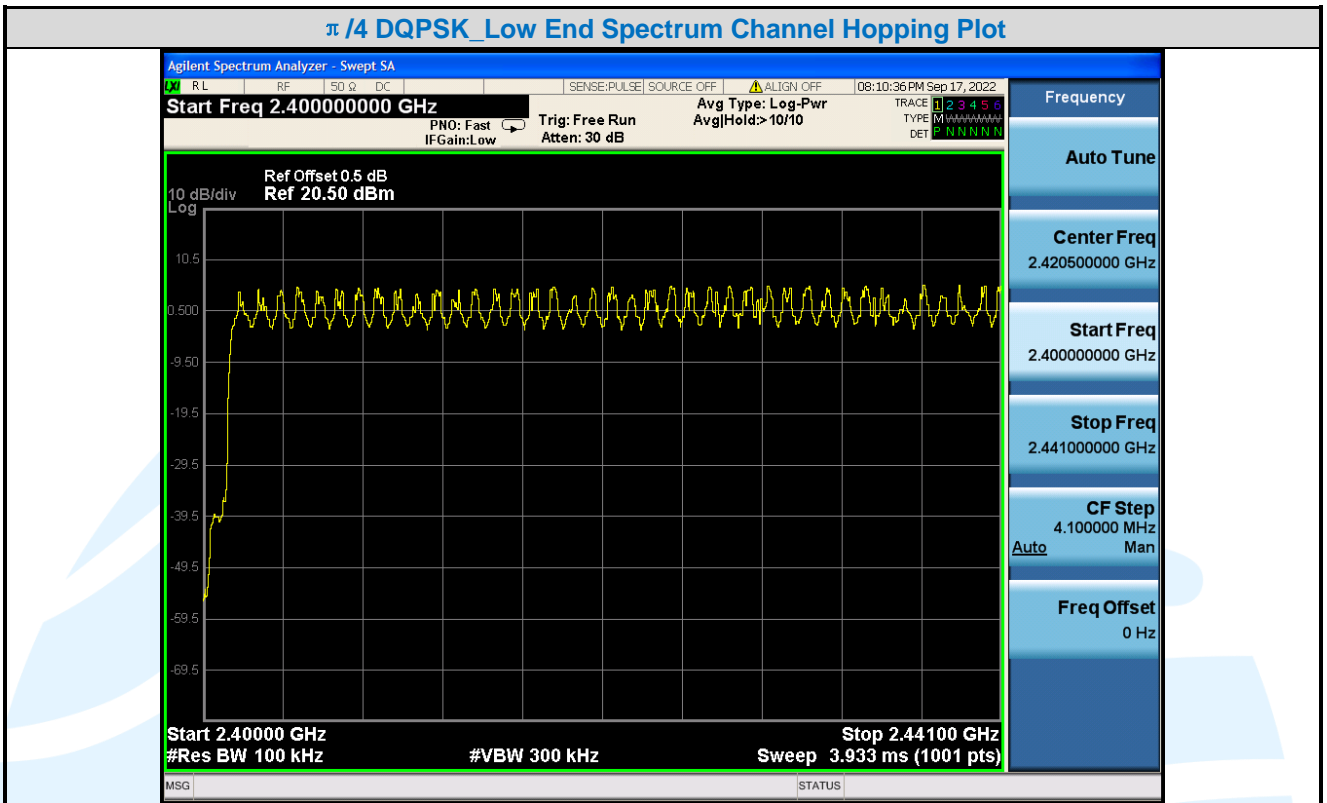 π/4 DQPSK_Low End Spectrum Channel Hopping Plot
Agilent Spectrum Analyzer - Swept SA
LXI RL RF 50 Ω DC SENSE:PULSE SOURCE OFF ALIGN OFF 08:10:36 PM Sep 17, 2022
Start Freq 2.400000000 GHz
PNO: Fast
IFGain:Low
Trig: Free Run
Atten: 30 dB
Avg Type: Log-Pwr
Avg|Hold:>10/10
TRACE 1 2 3 4 5 6
TYPE M
DET P N N N N N
Ref Offset 0.5 dB
10 dB/div Ref 20.50 dBm
Log
10.5
0.500
-9.50
-19.5
-29.5
-39.5
-49.5
-59.5
-69.5
Start 2.40000 GHz Stop 2.44100 GHz
#Res BW 100 kHz #VBW 300 kHz Sweep 3.933 ms (1001 pts)
MSG STATUS
Frequency
Auto Tune
Center Freq
2.420500000 GHz
Start Freq
2.400000000 GHz
Stop Freq
2.441000000 GHz
CF Step
4.100000 MHz
Auto Man
Freq Offset
0 Hz